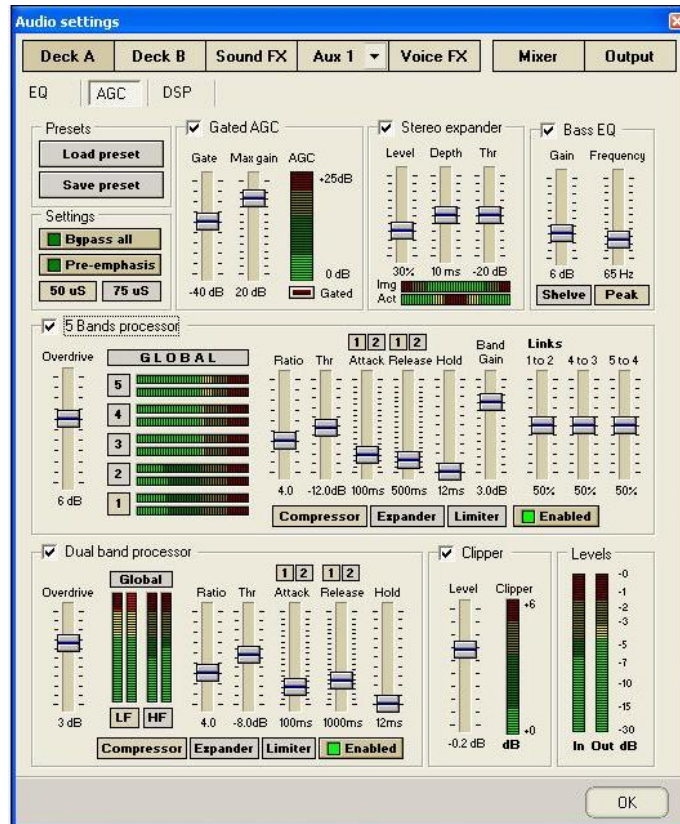 Audio settings
Deck A Deck B Sound FX Aux 1 Voice FX Mixer Output
EQ AGC DSP
Presets
Load preset
Save preset
Settings
Bypass all
Pre-emphasis
50 uS 75 uS
Gated AGC
Gate Max gain AGC
+25dB
0 dB
-40 dB 20 dB Gated
Stereo expander
Level Depth Thr
30% 10 ms -20 dB
Img
Act
Bass EQ
Gain Frequency
6 dB 65 Hz
Shelve Peak
5 Bands processor
Overdrive
6 dB
GLOBAL
5
4
3
2
1
1 2 1 2
Ratio Thr Attack Release Hold Band Gain
4.0 -12.0dB 100ms 500ms 12ms 3.0dB
Links
1 to 2 4 to 3 5 to 4
50% 50% 50%
Compressor Expander Limiter Enabled
Dual band processor
Overdrive
3 dB
Global
LF HF
1 2 1 2
Ratio Thr Attack Release Hold
4.0 -8.0dB 100ms 1000ms 12ms
Compressor Expander Limiter Enabled
Clipper
Level Clipper
+6
+0
-0.2 dB dB
Levels
-0
-1
-2
-3
-5
-7
-10
-15
-30
In Out dB
OK